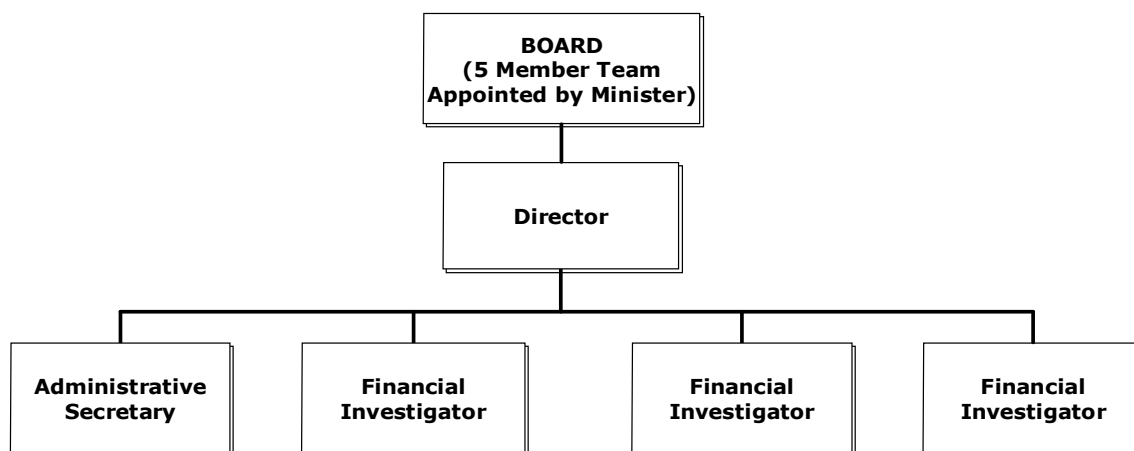 BOARD
(5 Member Team
Appointed by Minister)
Director
Administrative
Secretary
Financial
Investigator
Financial
Investigator
Financial
Investigator